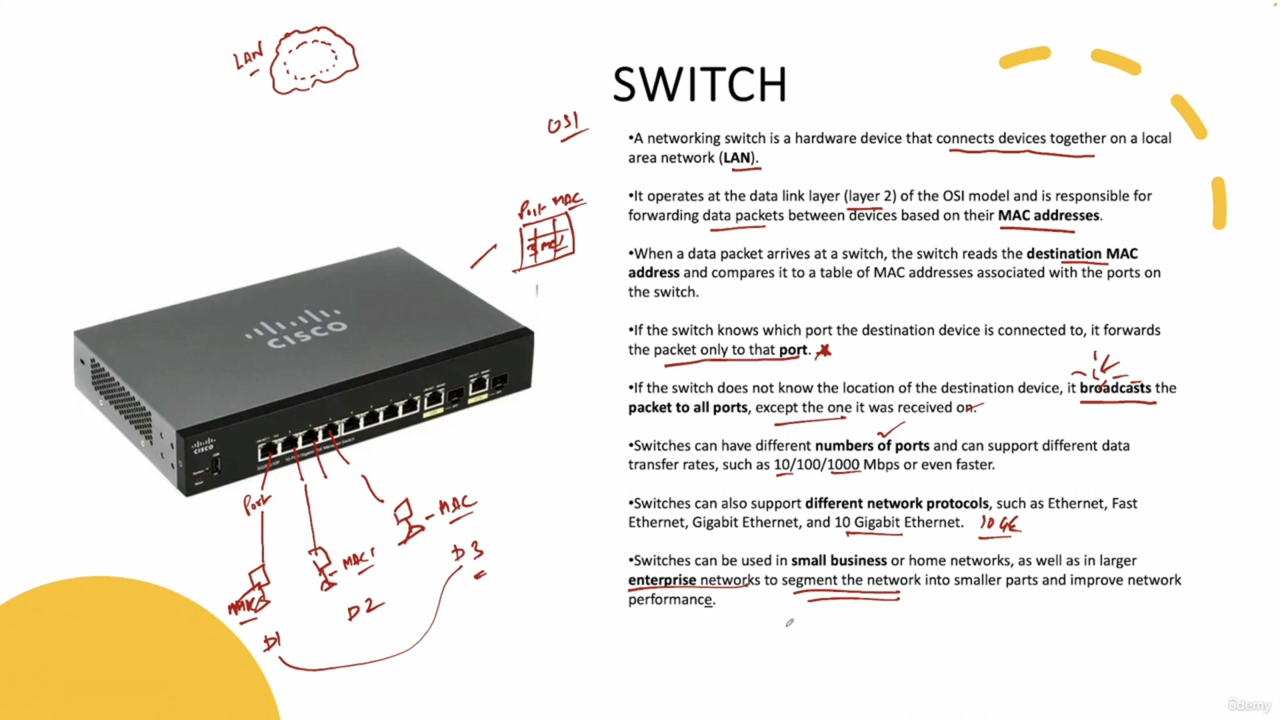 LAN
SWITCH
OSI
•A networking switch is a hardware device that connects devices together on a local
area network (LAN).
Port MAC
•It operates at the data link layer (layer 2) of the OSI model and is responsible for
forwarding data packets between devices based on their MAC addresses.
•When a data packet arrives at a switch, the switch reads the destination MAC
address and compares it to a table of MAC addresses associated with the ports on
the switch.
•If the switch knows which port the destination device is connected to, it forwards
the packet only to that port.
•If the switch does not know the location of the destination device, it broadcasts the
packet to all ports, except the one it was received on.
•Switches can have different numbers of ports and can support different data
transfer rates, such as 10/100/1000 Mbps or even faster.
•Switches can also support different network protocols, such as Ethernet, Fast
Ethernet, Gigabit Ethernet, and 10 Gigabit Ethernet.
10 GE
•Switches can be used in small business or home networks, as well as in larger
enterprise networks to segment the network into smaller parts and improve network
performance.
CISCO
CISCO
Port
MAC
MAC
MAC
D1
D2
D3
ûdemy